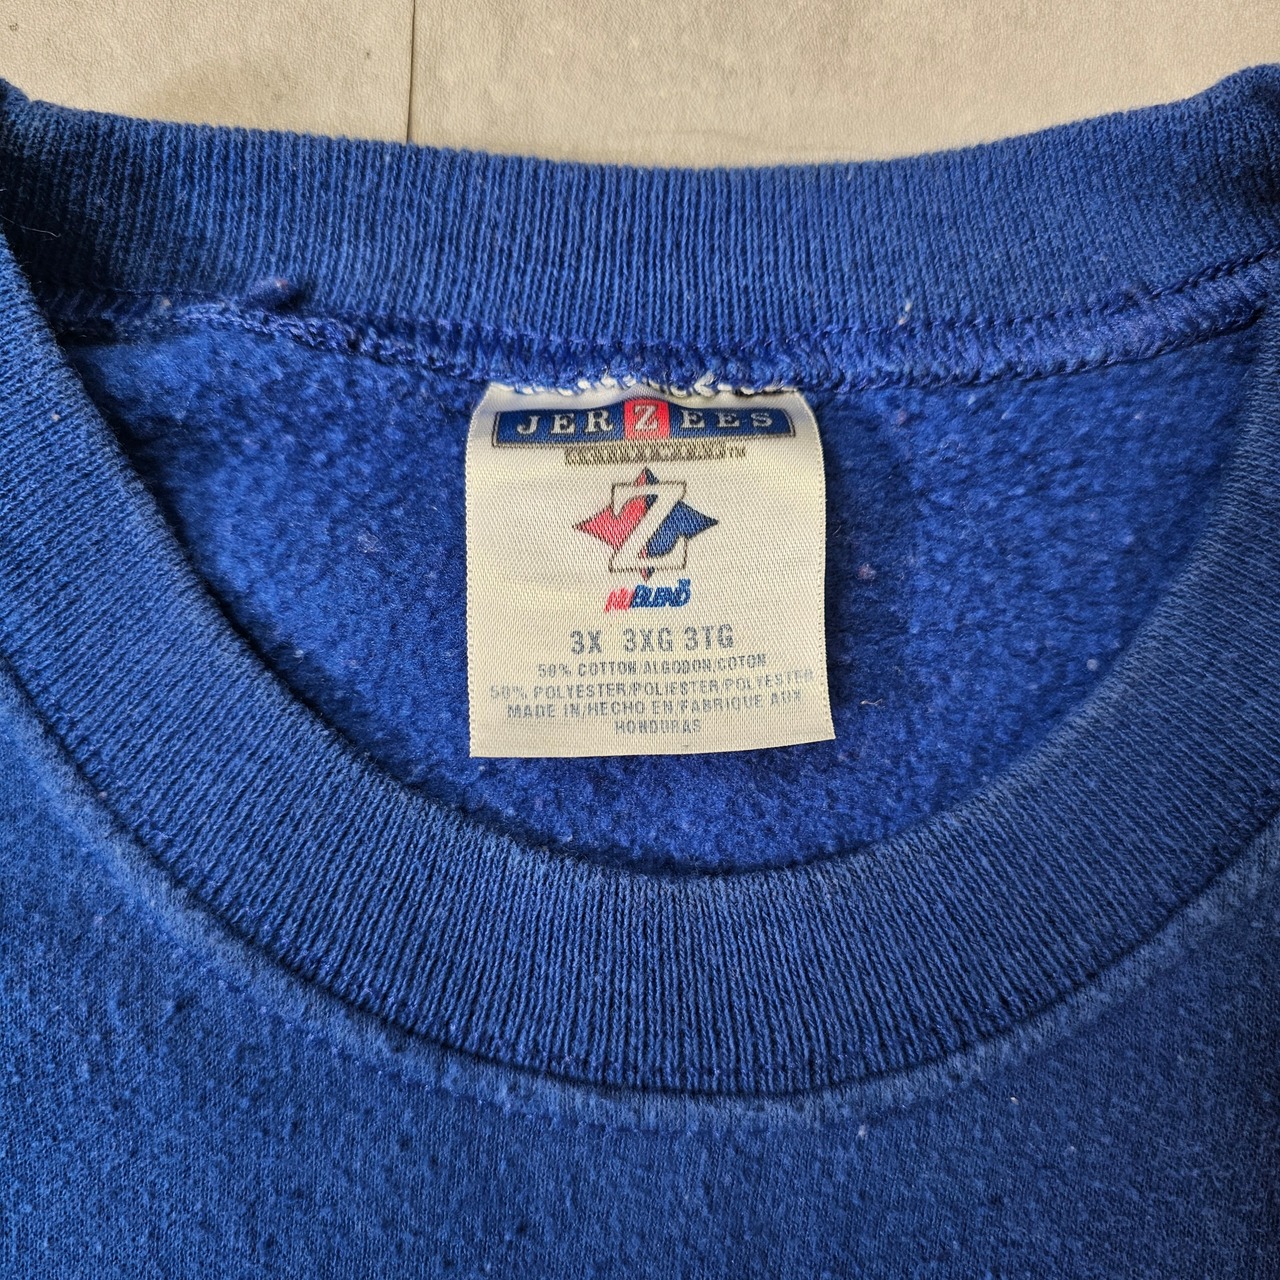 JERZEES
Z
NuBLEND
3X 3XG 3TG
50% COTTON/ALGODON/COTON
50% POLYESTER/POLIESTER/POLYESTER
MADE IN/HECHO EN FABRIQUE AUX
HONDURAS